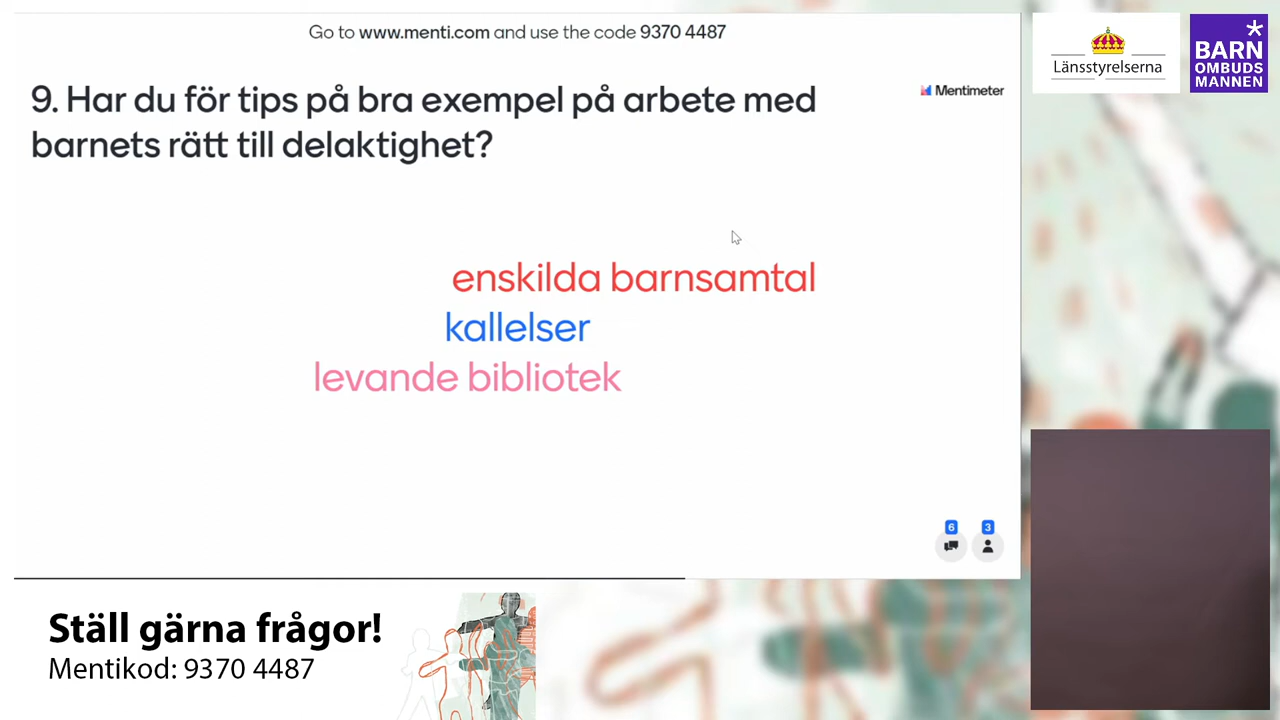 Go to www.menti.com and use the code 9370 4487
Länsstyrelserna
BARN
OMBUDS
MANNEN
9. Har du för tips på bra exempel på arbete med
barnets rätt till delaktighet?
Mentimeter
enskilda barnsamtal
kallelser
levande bibliotek
6
3
Ställ gärna frågor!
Mentikod: 9370 4487